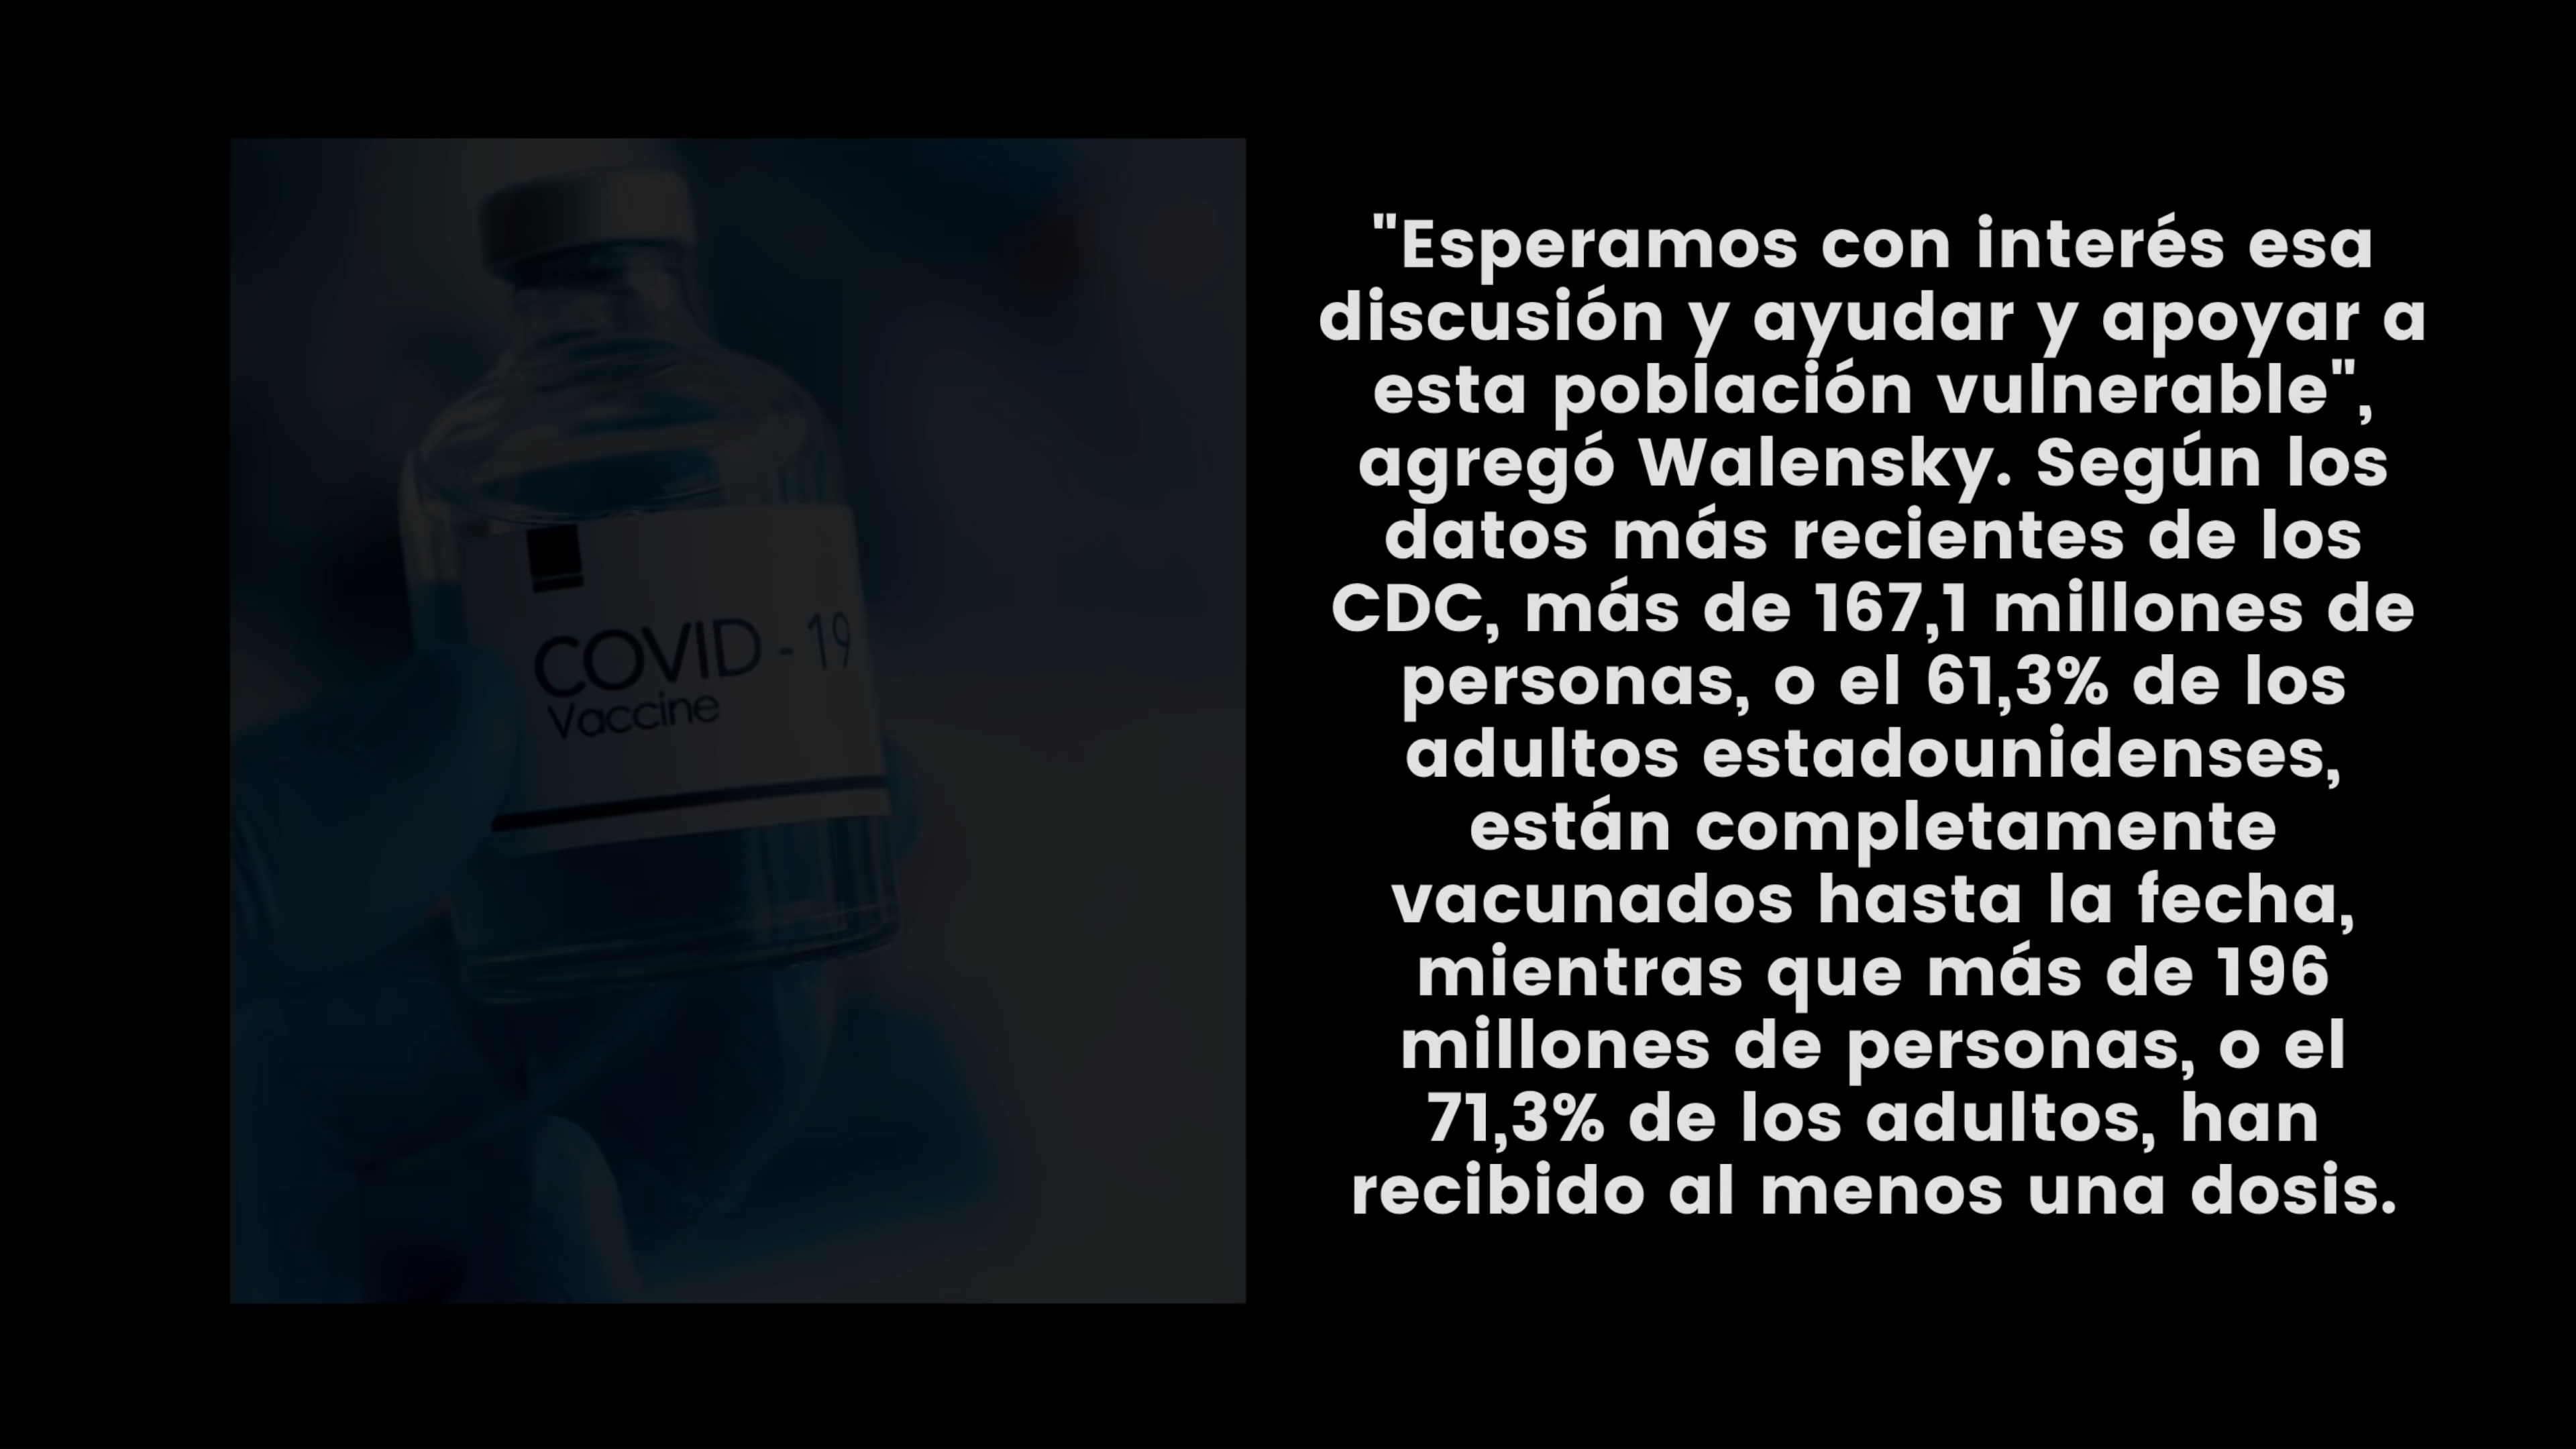 COVID - 19
Vaccine
"Esperamos con interés esa
discusión y ayudar y apoyar a
esta población vulnerable",
agregó Walensky. Según los
datos más recientes de los
CDC, más de 167,1 millones de
personas, o el 61,3% de los
adultos estadounidenses,
están completamente
vacunados hasta la fecha,
mientras que más de 196
millones de personas, o el
71,3% de los adultos, han
recibido al menos una dosis.